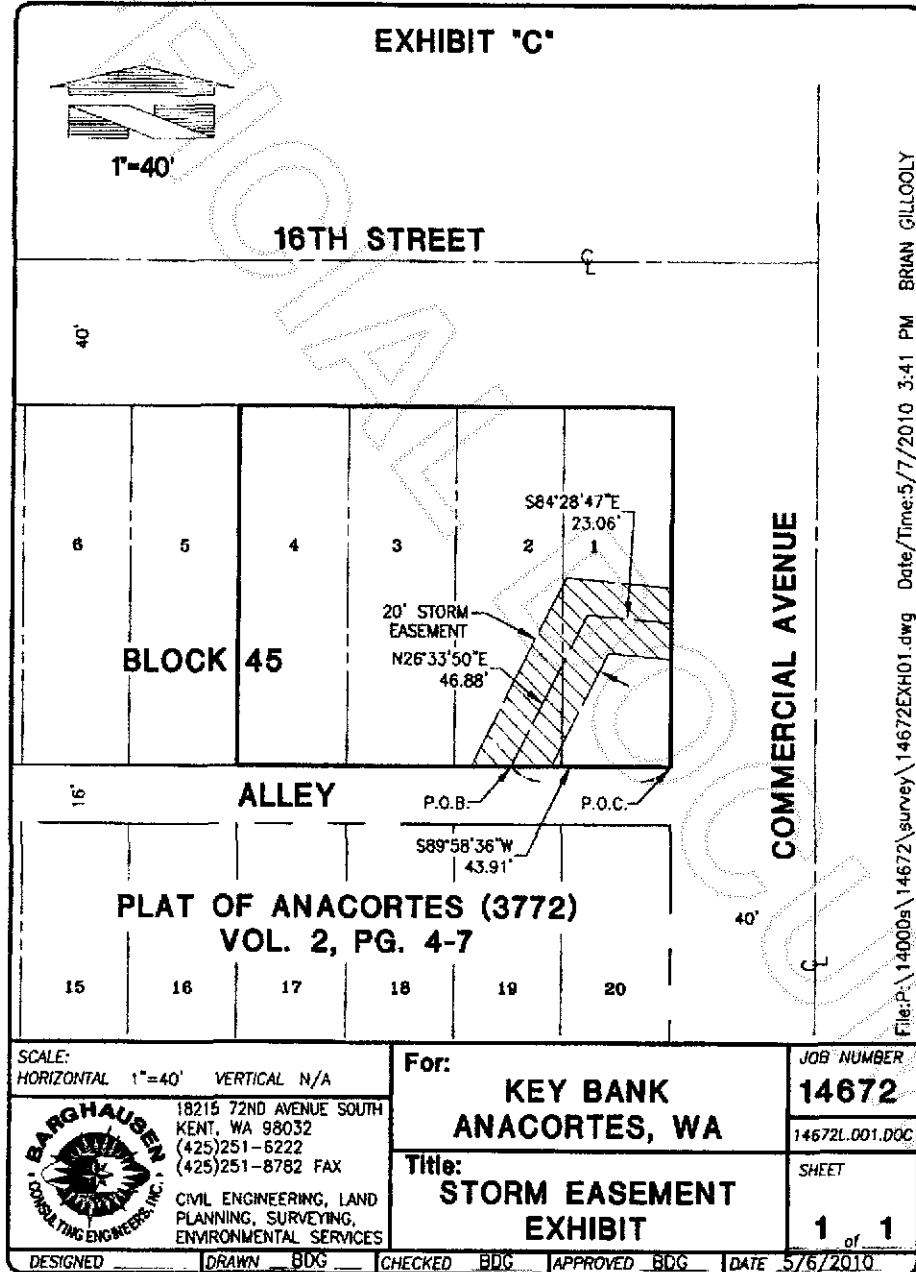 EXHIBIT "C"
1"=40'
16TH STREET
C L
40'
6
5
4
3
2
1
S84°28'47"E
23.06'
20' STORM
EASEMENT
N26°33'50"E
46.88'
BLOCK 45
COMMERCIAL AVENUE
16'
ALLEY
P.O.B.
P.O.C.
S89°58'36"W
43.91'
PLAT OF ANACORTES (3772)
VOL. 2, PG. 4-7
40'
C L
15
16
17
18
19
20
File:P:\14000s\14672\survey\14672EXH01.dwg Date/Time:5/7/2010 3:41 PM BRIAN GILLOOLY
SCALE:
HORIZONTAL 1"=40' VERTICAL N/A
BARGHAUSEN
CONSULTING ENGINEERS, INC.
18215 72ND AVENUE SOUTH
KENT, WA 98032
(425)251-6222
(425)251-8782 FAX
CIVIL ENGINEERING, LAND
PLANNING, SURVEYING,
ENVIRONMENTAL SERVICES
For:
KEY BANK
ANACORTES, WA
Title:
STORM EASEMENT
EXHIBIT
JOB NUMBER
14672
14672L.001.DOC
SHEET
1 of 1
DESIGNED DRAWN BDG CHECKED BDG APPROVED BDG DATE 5/6/2010